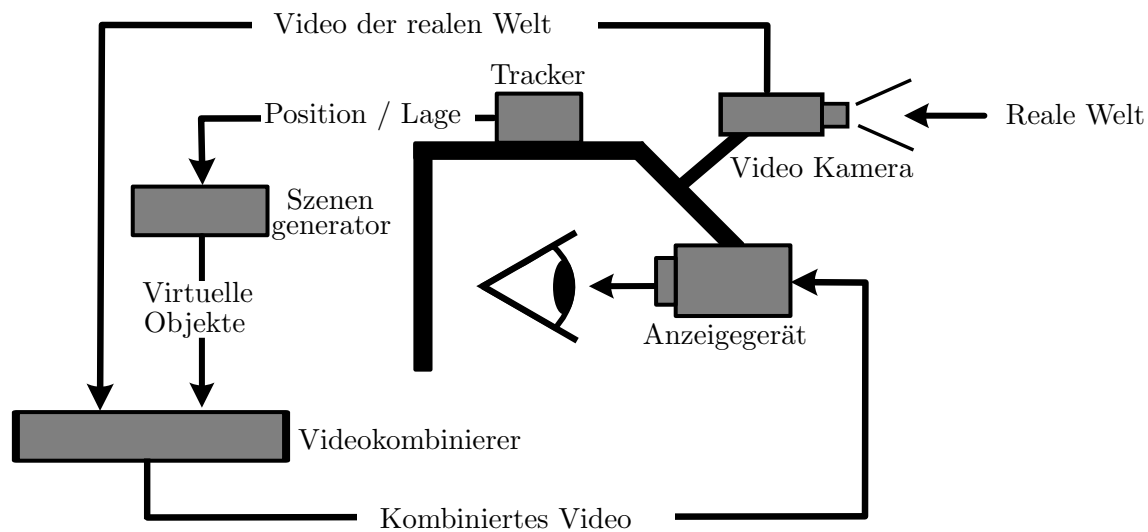 Video der realen Welt
Tracker
Position / Lage
Reale Welt
Video Kamera
Szenen
generator
Virtuelle
Objekte
Anzeigegerät
Videokombinierer
Kombiniertes Video